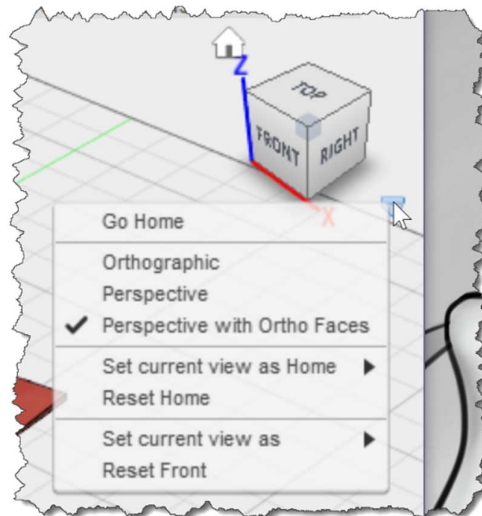 Z
TOP
FRONT
RIGHT
X
Go Home
Orthographic
Perspective
Perspective with Ortho Faces
Set current view as Home
Reset Home
Set current view as
Reset Front